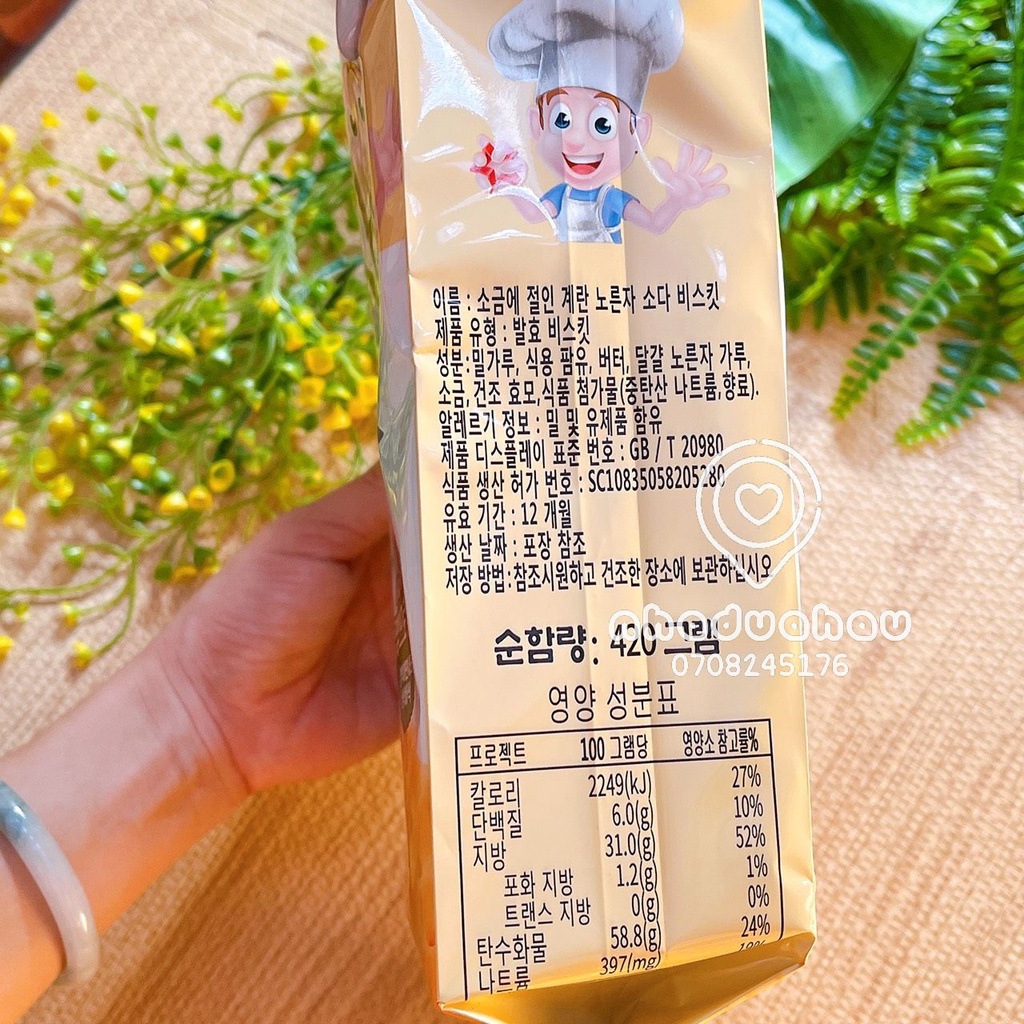 이름 : 소금에 절인 계란 노른자 소다 비스킷
제품 유형 : 발효 비스킷
성분:밀가루, 식용 팜유, 버터, 달걀 노른자 가루,
소금,건조 효모,식품 첨가물(중탄산 나트륨,향료).
알레르기 정보 : 밀 및 유제품 함유
제품 디스플레이 표준 번호 : GB / T 20980
식품 생산 허가 번호 : SC10835058205280
유효 기간 : 12 개월
생산 날짜 : 포장 참조
저장 방법:참조시원하고 건조한 장소에 보관하십시오
ahaduahau
순함량: 420 그림
0708245176
영양 성분표
프로젝트 100 그램당 영양소 참고률%
칼로리 2249(kJ) 27%
단백질 6.0(g) 10%
지방 31.0(g) 52%
포화 지방 1.2(g) 1%
트랜스 지방 0(g) 0%
탄수화물 58.8(g) 24%
나트륨 397(mg)